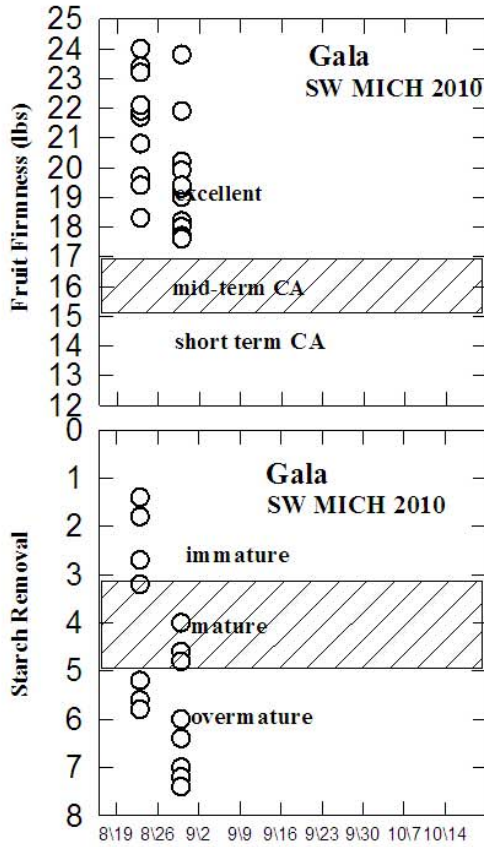 25
24
23
22
21
20
19
18
17
16
15
14
13
12
Fruit Firmness (lbs)
Gala
SW MICH 2010
excellent
mid-term CA
short term CA
0
1
2
3
4
5
6
7
8
Starch Removal
Gala
SW MICH 2010
immature
mature
overmature
8\19 8\26 9\2 9\9 9\16 9\23 9\30 10\7 10\14